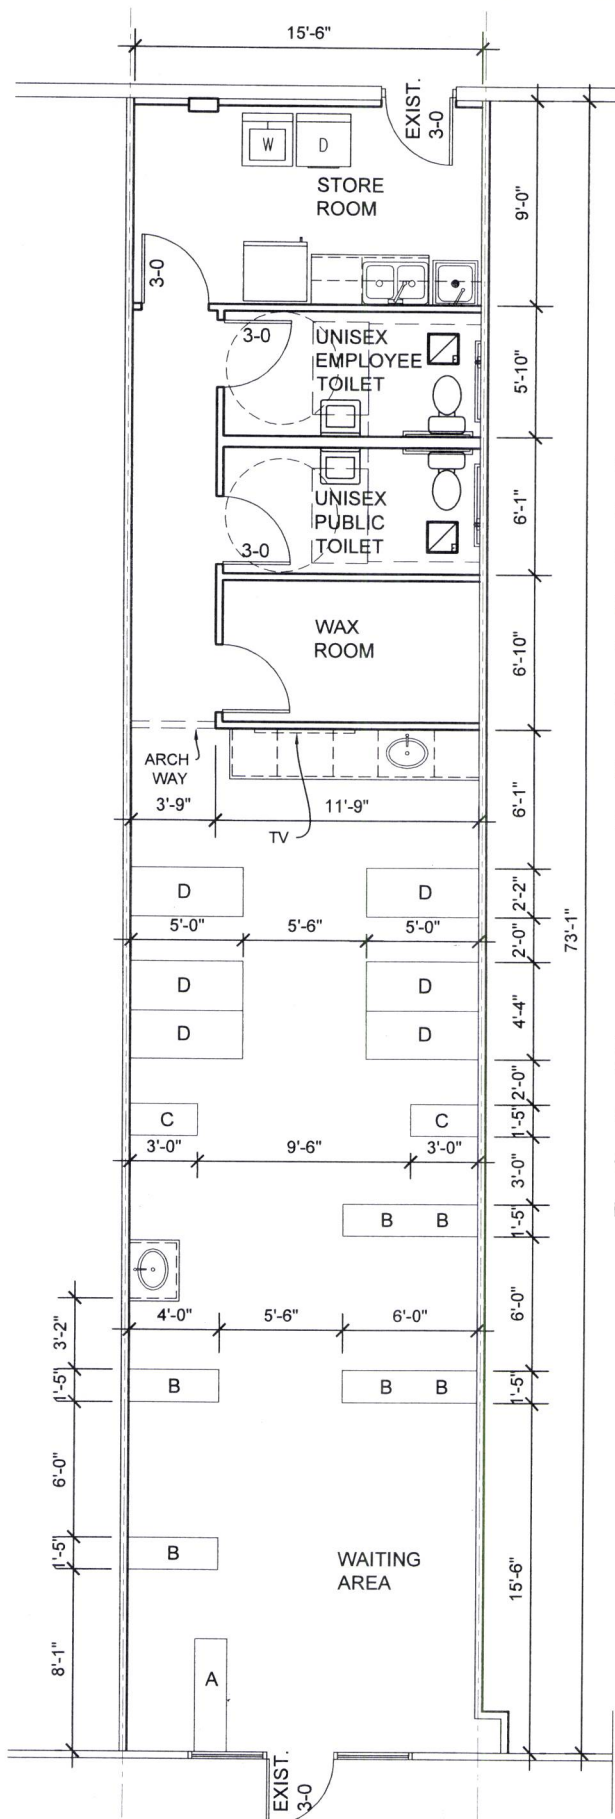 15'-6"
EXIST.
3-0
W
D
STORE
ROOM
9'-0"
3-0
3-0
UNISEX
EMPLOYEE
TOILET
5'-10"
UNISEX
PUBLIC
TOILET
3-0
6'-1"
WAX
ROOM
6'-10"
ARCH
WAY
3'-9"
11'-9"
TV
6'-1"
D
D
2'-2"
5'-0"
5'-6"
5'-0"
2'-0"
73'-1"
D
D
D
D
4'-4"
2'-0"
C
C
1'-5"
3'-0"
9'-6"
3'-0"
3'-0"
B
B
1'-5"
4'-0"
5'-6"
6'-0"
6'-0"
3'-2"
B
B
B
1'-5"
1'-5"
6'-0"
B
1'-5"
WAITING
AREA
15'-6"
8'-1"
A
EXIST.
3-0